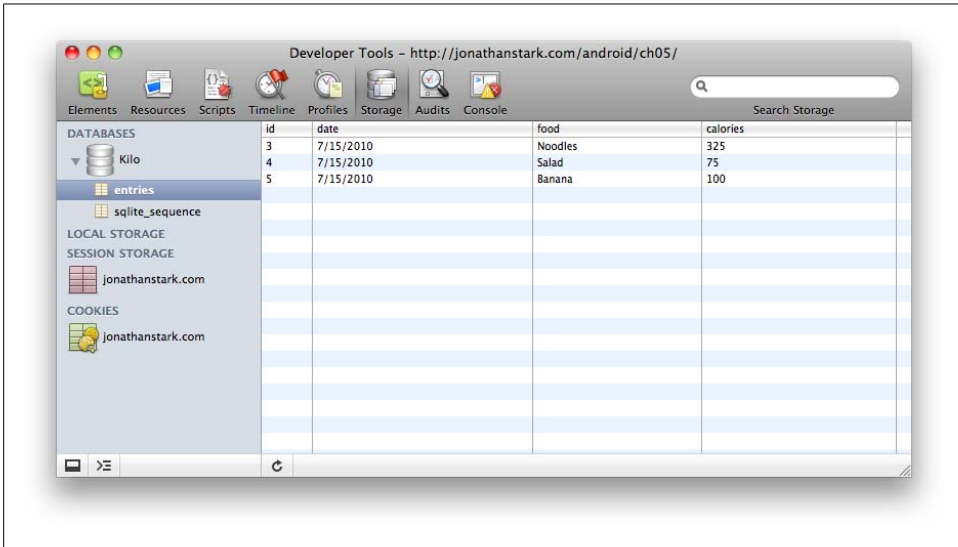 Developer Tools – http://jonathanstark.com/android/ch05/
Elements Resources Scripts Timeline Profiles Storage Audits Console Search Storage
DATABASES
Kilo
entries
sqlite_sequence
LOCAL STORAGE
SESSION STORAGE
jonathanstark.com
COOKIES
jonathanstark.com
id date food calories
3 7/15/2010 Noodles 325
4 7/15/2010 Salad 75
5 7/15/2010 Banana 100